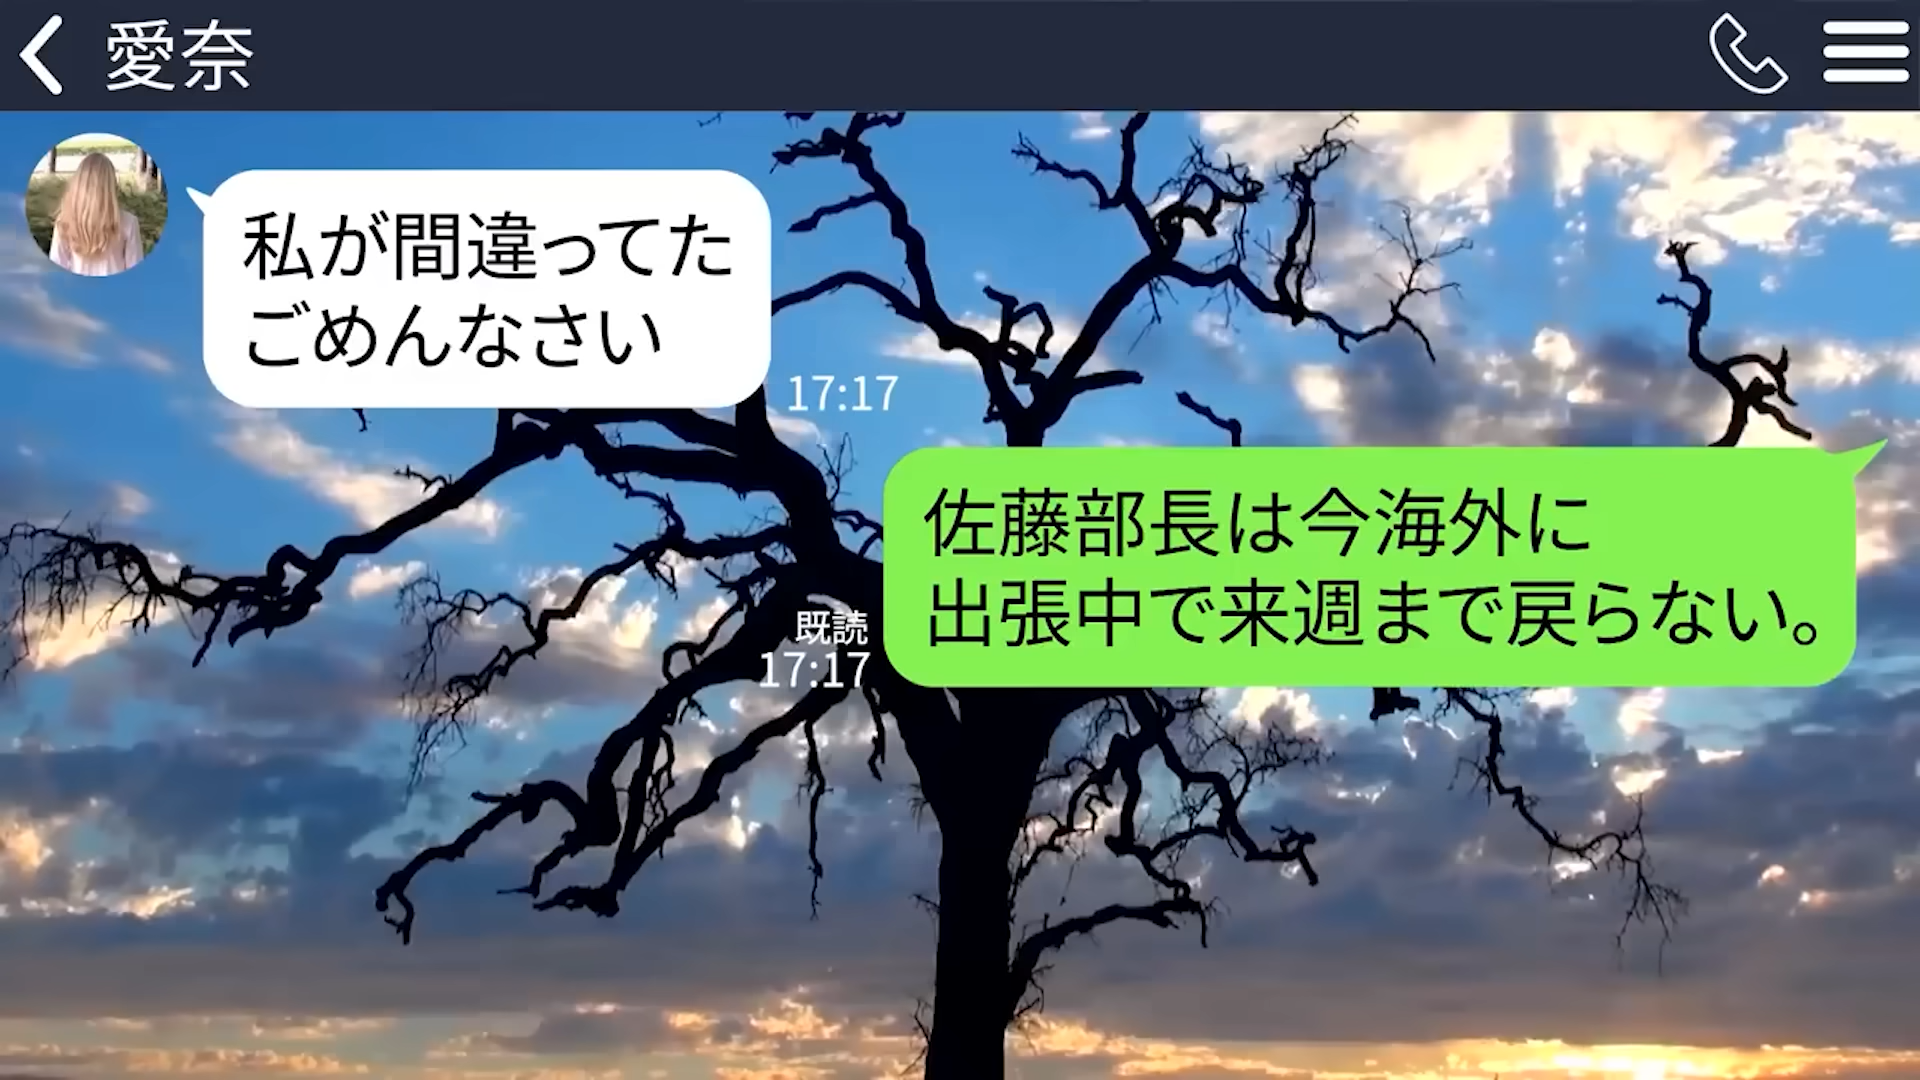 愛奈
私が間違ってた
ごめんなさい
17:17
佐藤部長は今海外に
出張中で来週まで戻らない。
既読
17:17